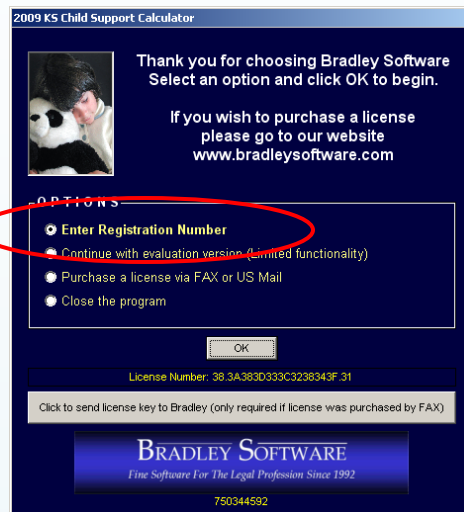 2009 KS Child Support Calculator
Thank you for choosing Bradley Software
Select an option and click OK to begin.
If you wish to purchase a license
please go to our website
www.bradleysoftware.com
OPTIONS
Enter Registration Number
Continue with evaluation version (Limited functionality)
Purchase a license via FAX or US Mail
Close the program
OK
License Number: 38.3A383D333C3238343F.31
Click to send license key to Bradley (only required if license was purchased by FAX)
BRADLEY SOFTWARE
Fine Software For The Legal Profession Since 1992
750344592